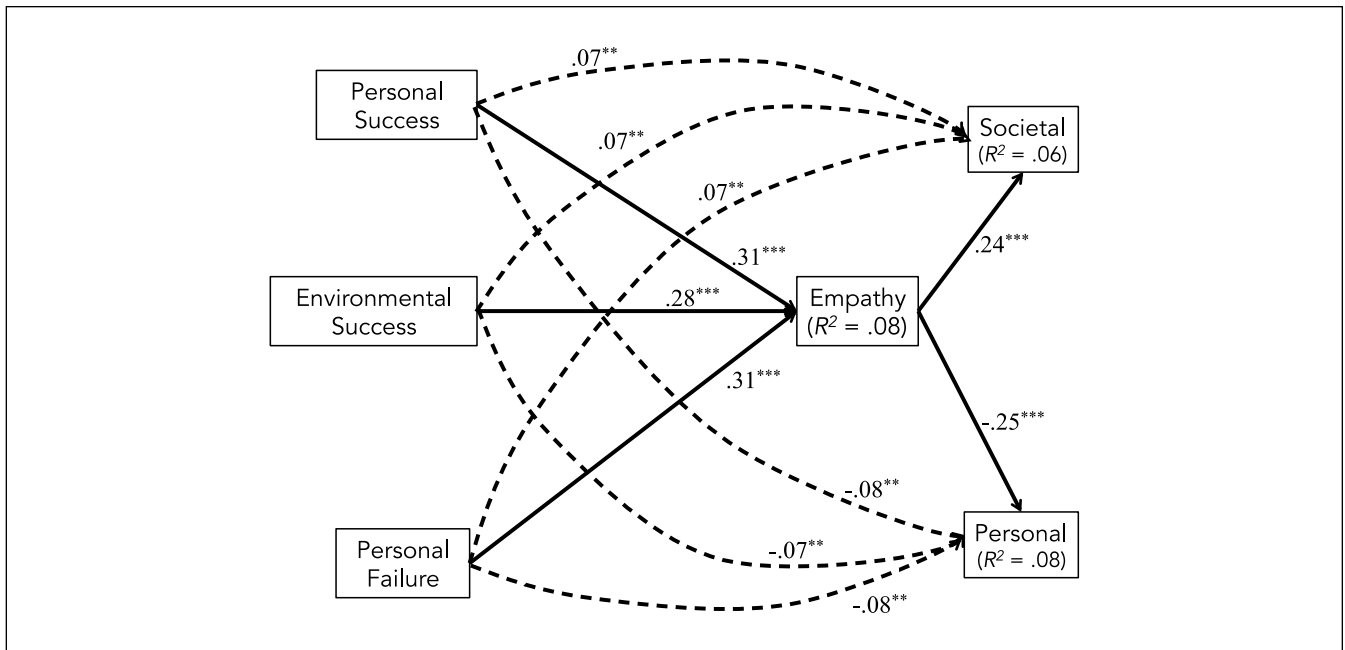 .07**
Personal
Success
Societal
(R² = .06)
.07**
.07**
.31***
.24***
Environmental
Success
.28***
Empathy
(R² = .08)
.31***
-.25***
-.08**
Personal
Failure
-.07**
Personal
(R² = .08)
-.08**